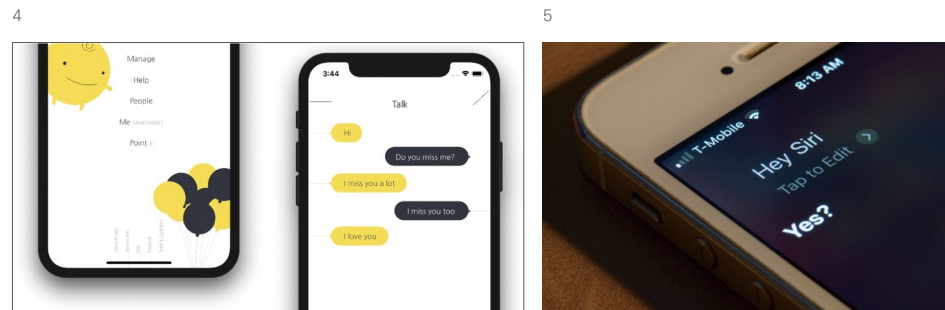 4
5
Manage
Help
People
Me
Point
3:44
Talk
Hi
Do you miss me?
I miss you a lot
I miss you too
I love you
T-Mobile
8:13 AM
Hey Siri
Tap to Edit
Yes?